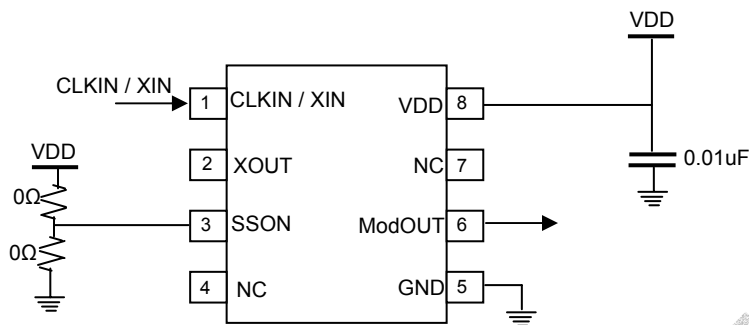 VDD
CLKIN / XIN
1 CLKIN / XIN
VDD 8
VDD
2 XOUT
NC 7
0.01uF
0Ω
3 SSON
ModOUT 6
0Ω
4 NC
GND 5